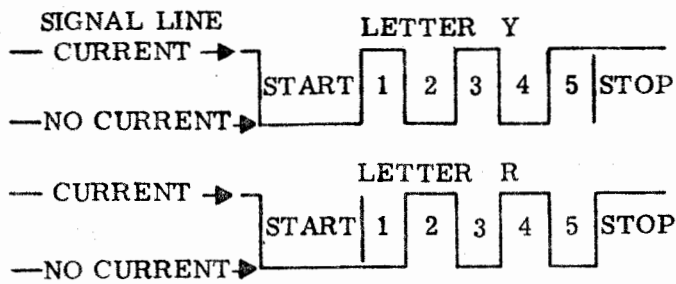 SIGNAL LINE
CURRENT
LETTER Y
START 1 2 3 4 5 STOP
NO CURRENT
LETTER R
CURRENT
START 1 2 3 4 5 STOP
NO CURRENT